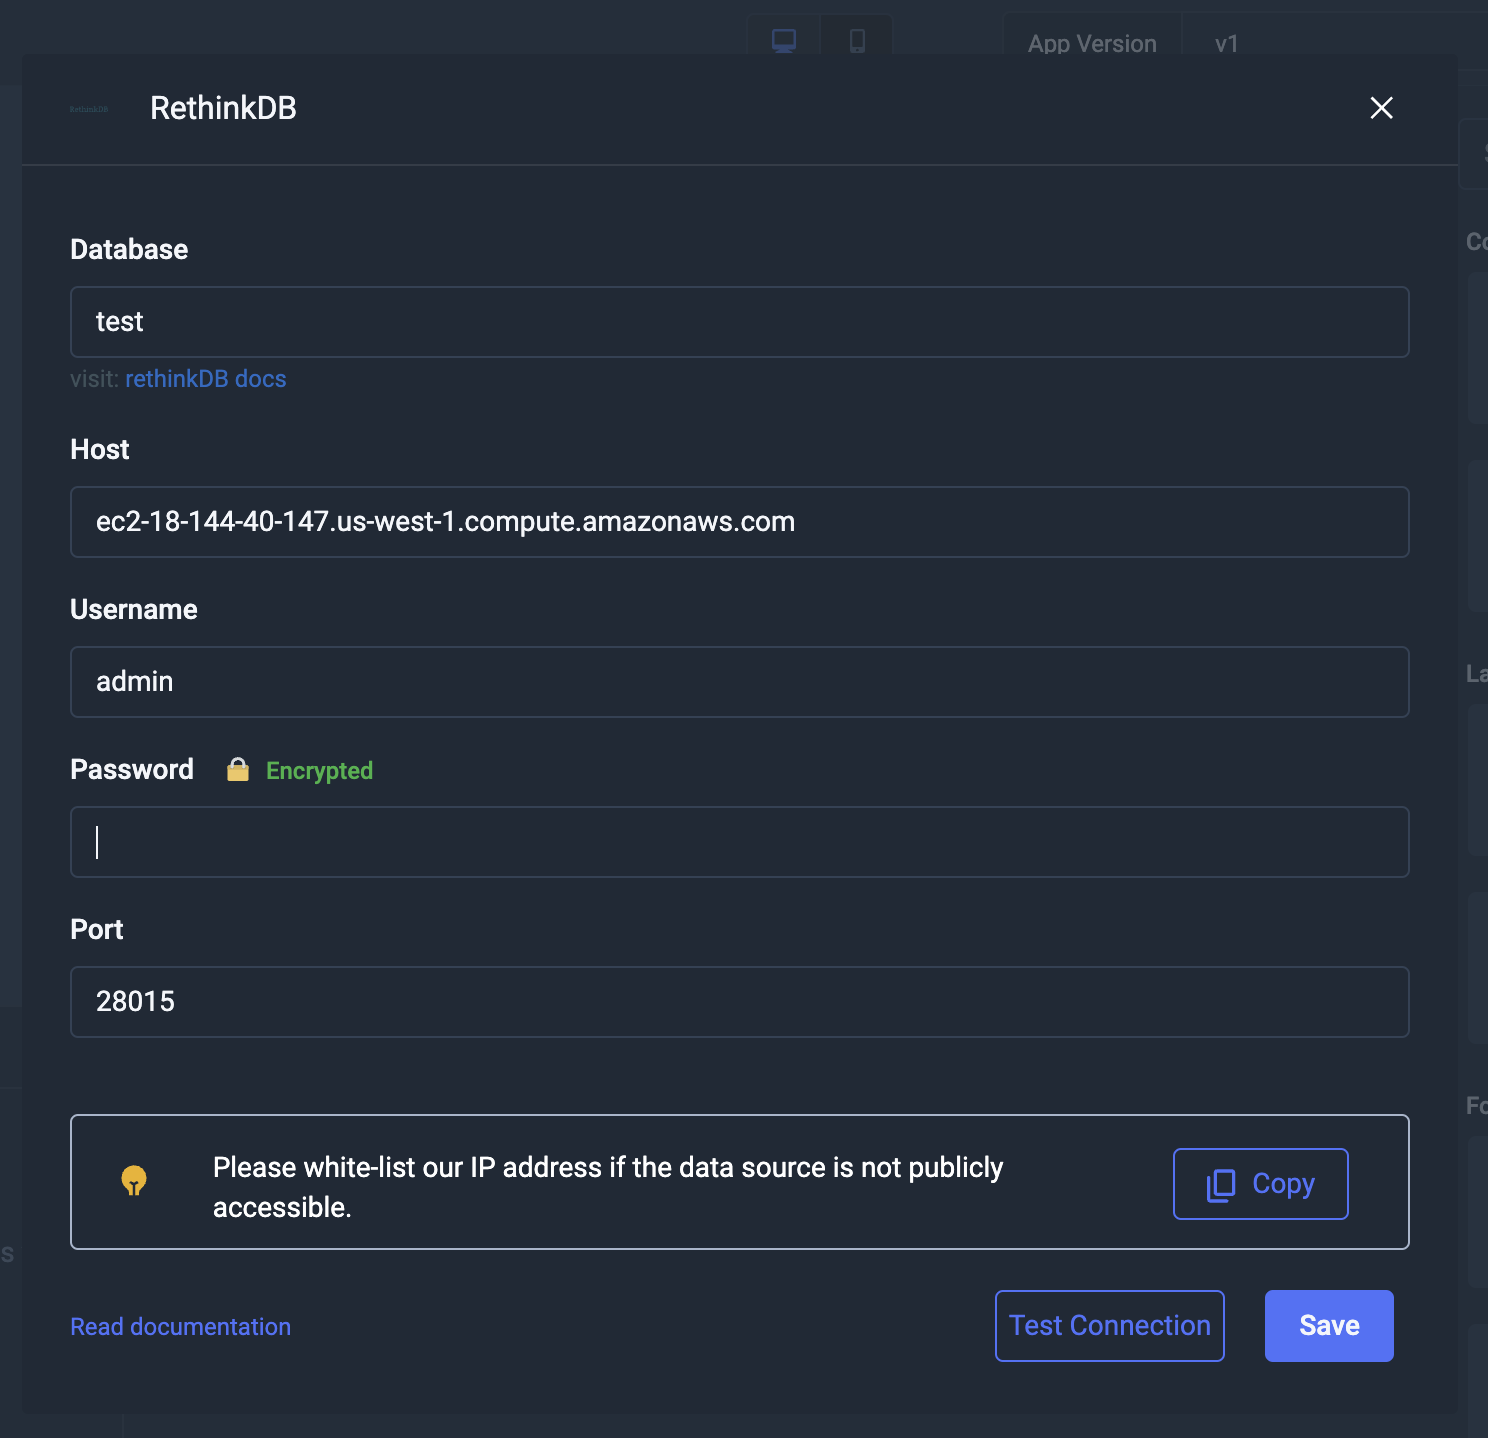 App Version v1
RethinkDB RethinkDB
Database
test
visit: rethinkDB docs
Host
ec2-18-144-40-147.us-west-1.compute.amazonaws.com
Username
admin
Password Encrypted
Port
28015
Please white-list our IP address if the data source is not publicly
accessible.
Copy
Read documentation
Test Connection
Save